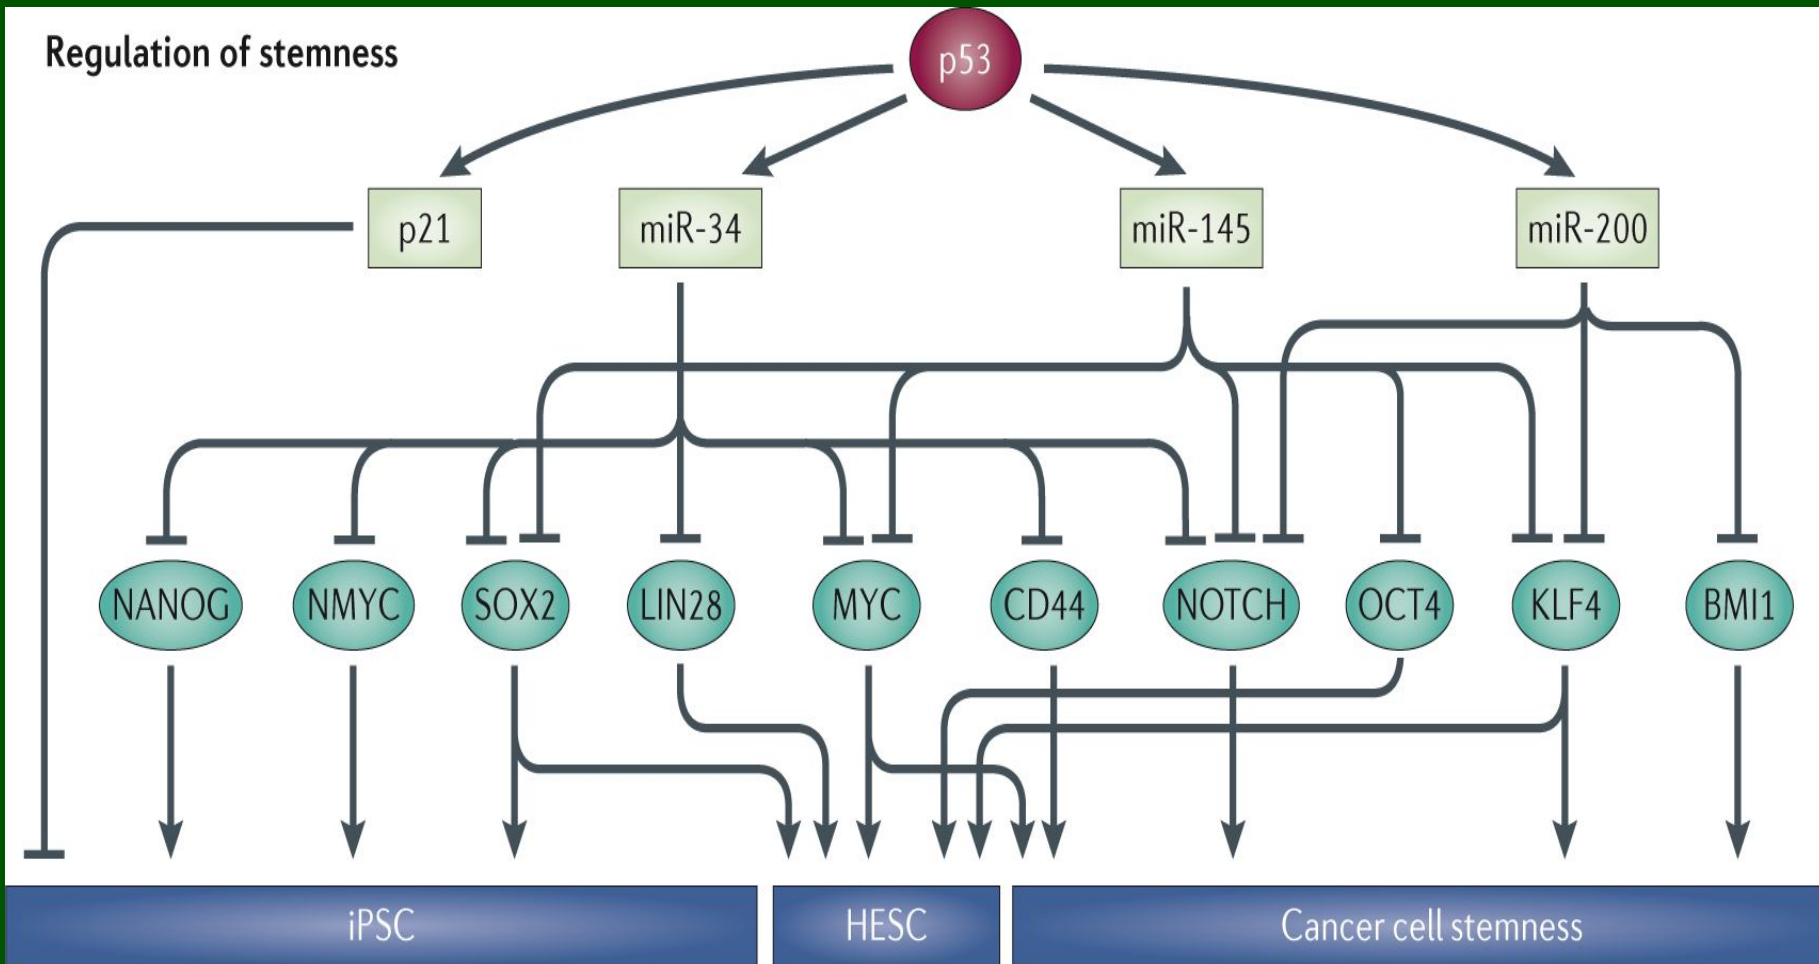 Regulation of stemness
p53
p21
miR-34
miR-145
miR-200
NANOG
NMYC
SOX2
LIN28
MYC
CD44
NOTCH
OCT4
KLF4
BMI1
iPSC
HESC
Cancer cell stemness